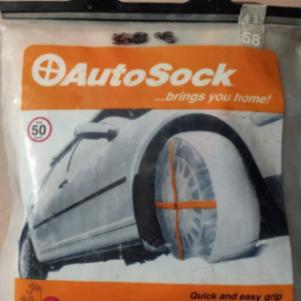 58
AutoSock
...brings you home!
50
Quick and easy grip